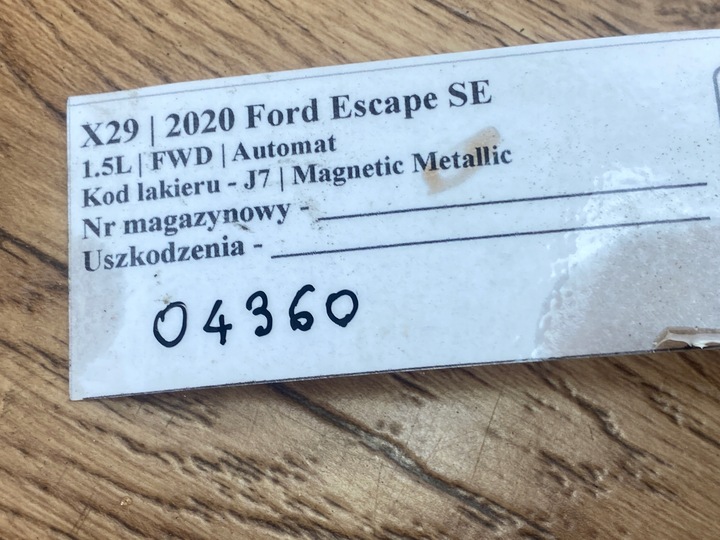 X29 | 2020 Ford Escape SE
1.5L | FWD | Automat
Kod lakieru - J7 | Magnetic Metallic
Nr magazynowy -
Uszkodzenia -
04360